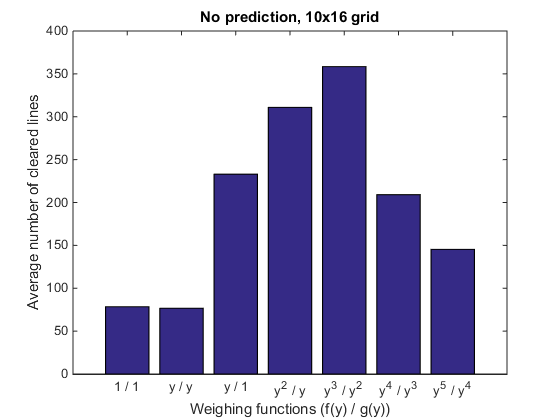 No prediction, 10x16 grid
Average number of cleared lines
400
350
300
250
200
150
100
50
0
1 / 1 y / y y / 1 y² / y y³ / y² y⁴ / y³ y⁵ / y⁴
Weighing functions (f(y) / g(y))